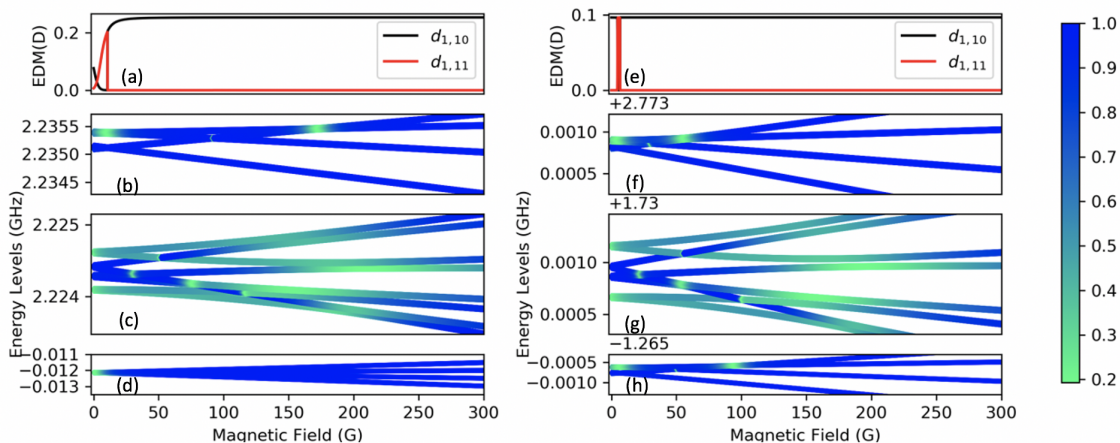 EDM(D)
0.2
0.0
d1,10
d1,11
(a)
2.2355
2.2350
2.2345
(b)
Energy Levels (GHz)
2.225
2.224
(c)
−0.011
−0.012
−0.013
(d)
0 50 100 150 200 250 300
Magnetic Field (G)
EDM(D)
0.1
0.0
d1,10
d1,11
(e)
+2.773
0.0010
0.0005
(f)
+1.73
Energy Levels (GHz)
0.0010
0.0005
(g)
−1.265
−0.0005
−0.0010
(h)
0 50 100 150 200 250 300
Magnetic Field (G)
1.0
0.9
0.8
0.7
0.6
0.5
0.4
0.3
0.2